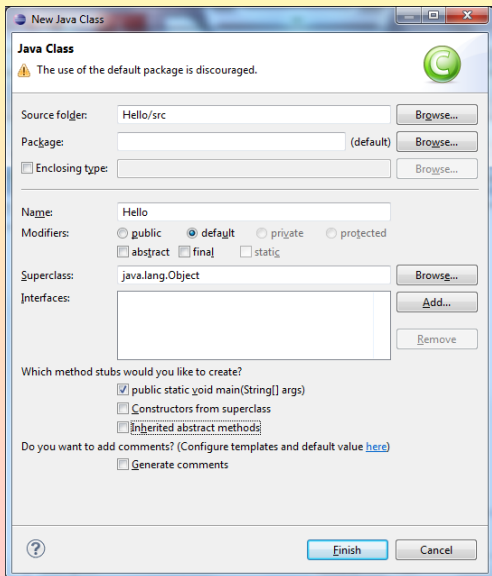 New Java Class
Java Class
The use of the default package is discouraged.
C
Source folder: Hello/src Browse...
Package: (default) Browse...
Enclosing type: Browse...
Name: Hello
Modifiers: public default private protected
abstract final static
Superclass: java.lang.Object Browse...
Interfaces: Add...
Remove
Which method stubs would you like to create?
public static void main(String[] args)
Constructors from superclass
Inherited abstract methods
Do you want to add comments? (Configure templates and default value here)
Generate comments
? Finish Cancel